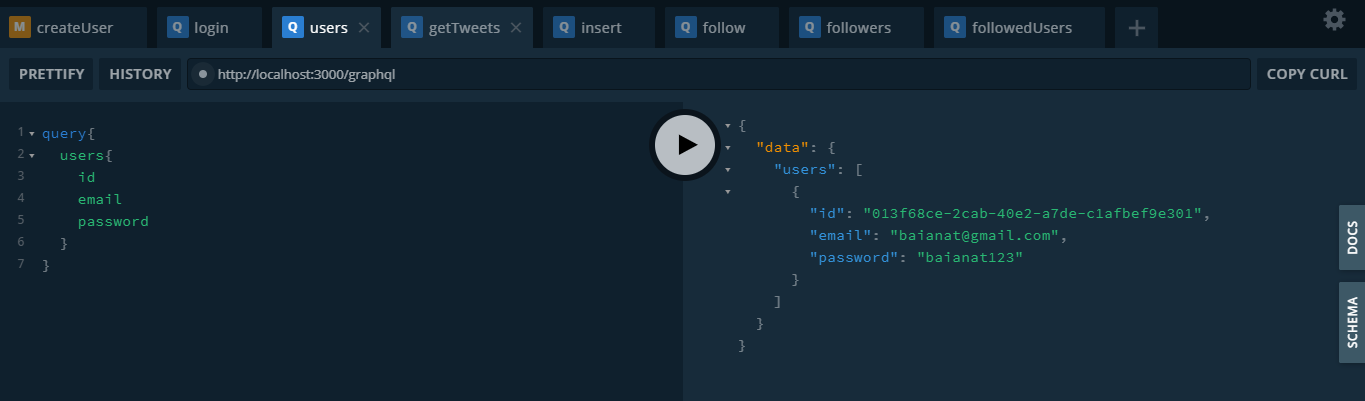 M createUser Q login Q users × Q getTweets × Q insert Q follow Q followers Q followedUsers +
PRETTIFY HISTORY http://localhost:3000/graphql COPY CURL
1 query{
2 users{
3 id
4 email
5 password
6 }
7 }
{
"data": {
"users": [
{
"id": "013f68ce-2cab-40e2-a7de-c1afbef9e301",
"email": "baianat@gmail.com",
"password": "baianat123"
}
]
}
}
DOCS
SCHEMA